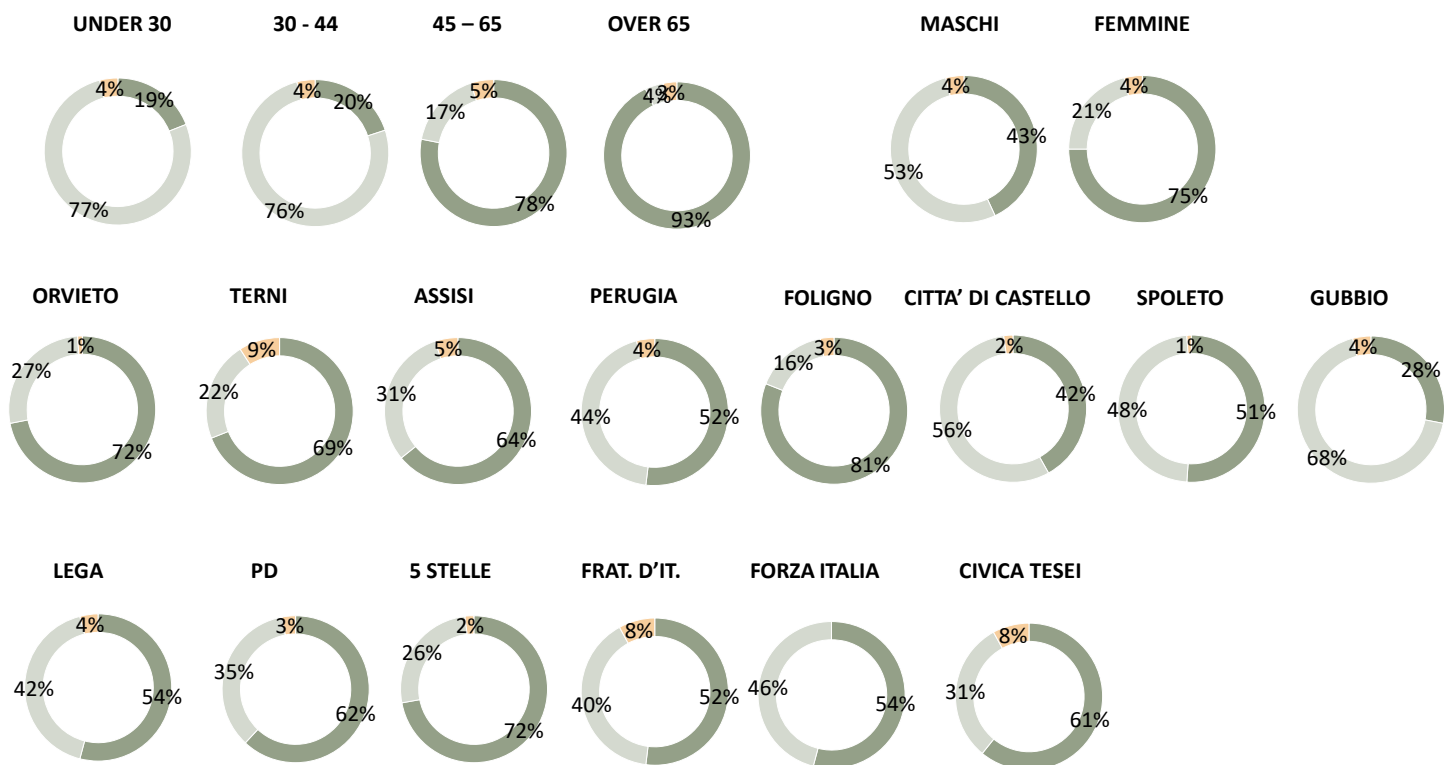 UNDER 30 30 - 44 45 – 65 OVER 65 MASCHI FEMMINE
4% 19% 77%
4% 20% 76%
5% 17% 78%
4% 3% 93%
4% 43% 53%
4% 21% 75%
ORVIETO TERNI ASSISI PERUGIA FOLIGNO CITTA’ DI CASTELLO SPOLETO GUBBIO
1% 27% 72%
9% 22% 69%
5% 31% 64%
4% 44% 52%
3% 16% 81%
2% 42% 56%
1% 48% 51%
4% 28% 68%
LEGA PD 5 STELLE FRAT. D'IT. FORZA ITALIA CIVICA TESEI
4% 42% 54%
3% 35% 62%
2% 26% 72%
8% 40% 52%
46% 54%
8% 31% 61%